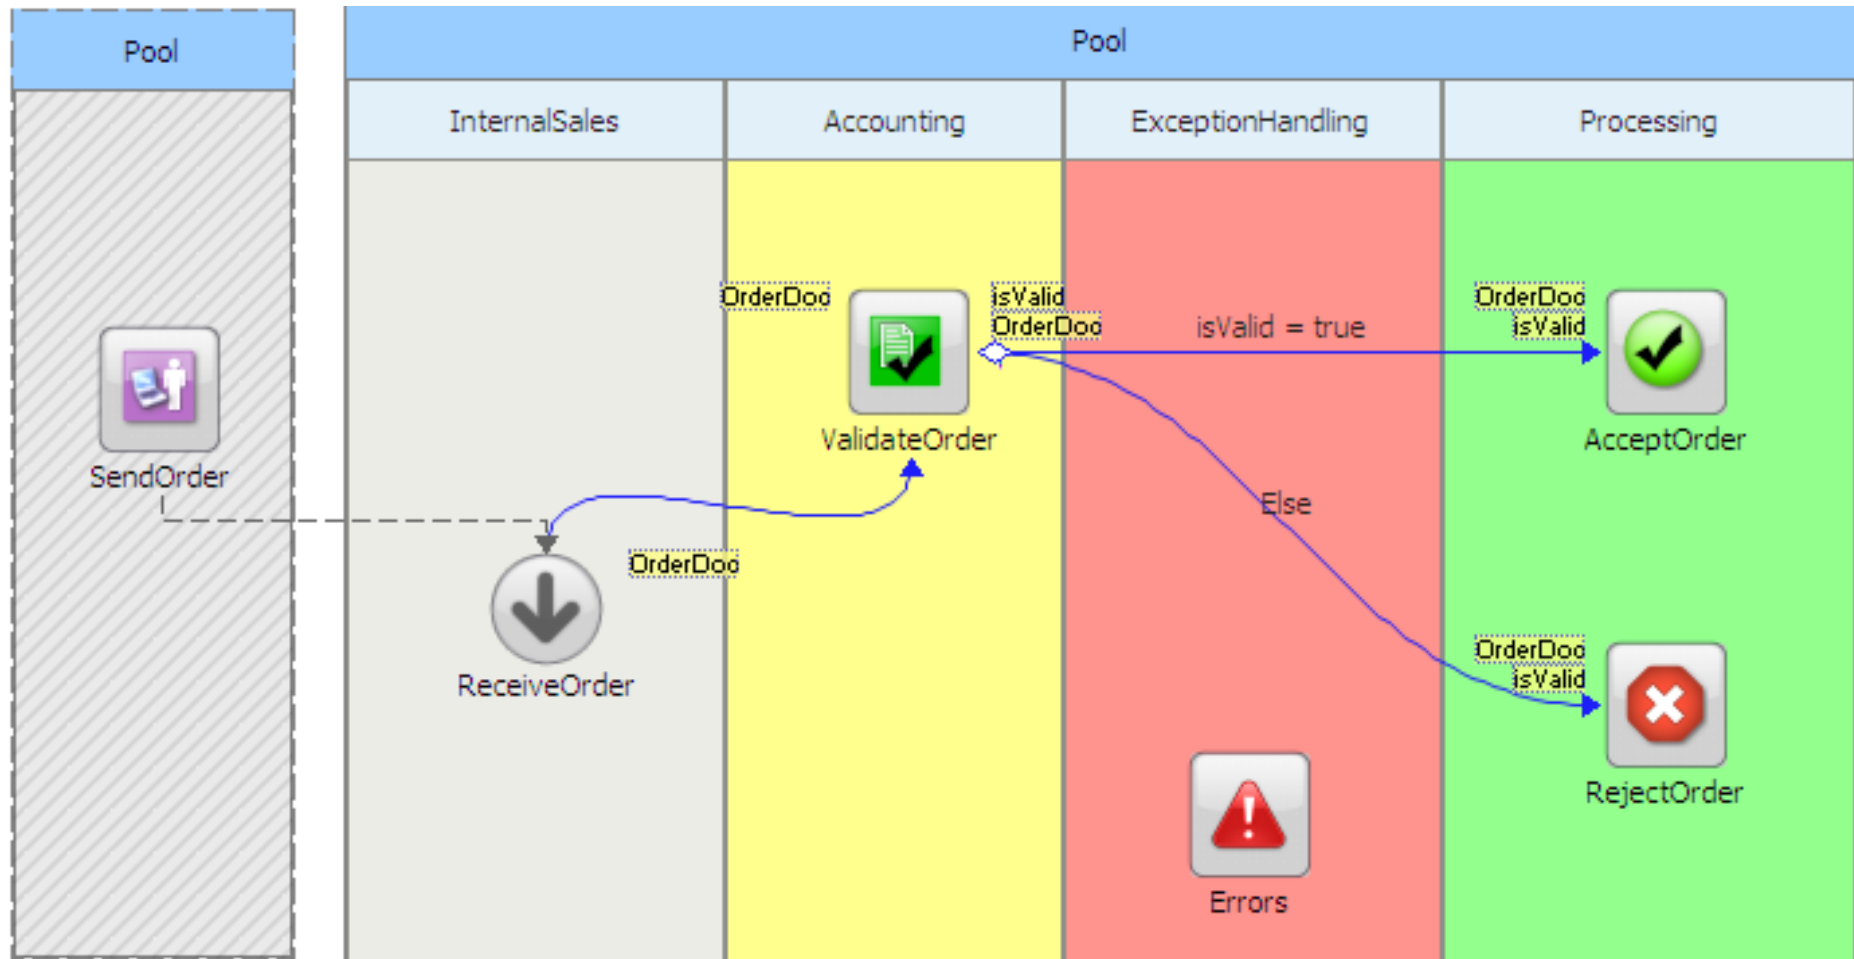 Pool
SendOrder
Pool
InternalSales
Accounting
ExceptionHandling
Processing
OrderDoc
isValid
OrderDoc
ValidateOrder
isValid = true
OrderDoc
isValid
AcceptOrder
Else
OrderDoc
ReceiveOrder
OrderDoc
isValid
RejectOrder
Errors